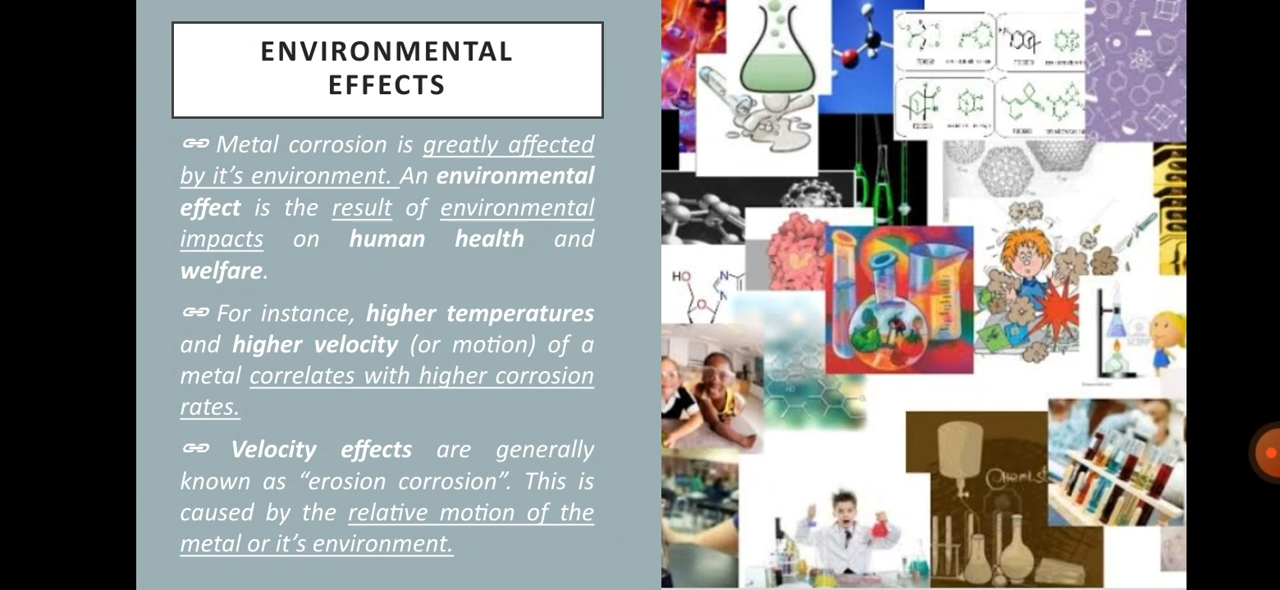 ENVIRONMENTAL
EFFECTS
Metal corrosion is greatly affected
by it's environment. An environmental
effect is the result of environmental
impacts on human health and
welfare.
For instance, higher temperatures
and higher velocity (or motion) of a
metal correlates with higher corrosion
rates.
Velocity effects are generally
known as “erosion corrosion”. This is
caused by the relative motion of the
metal or it's environment.
HO
N
N
O